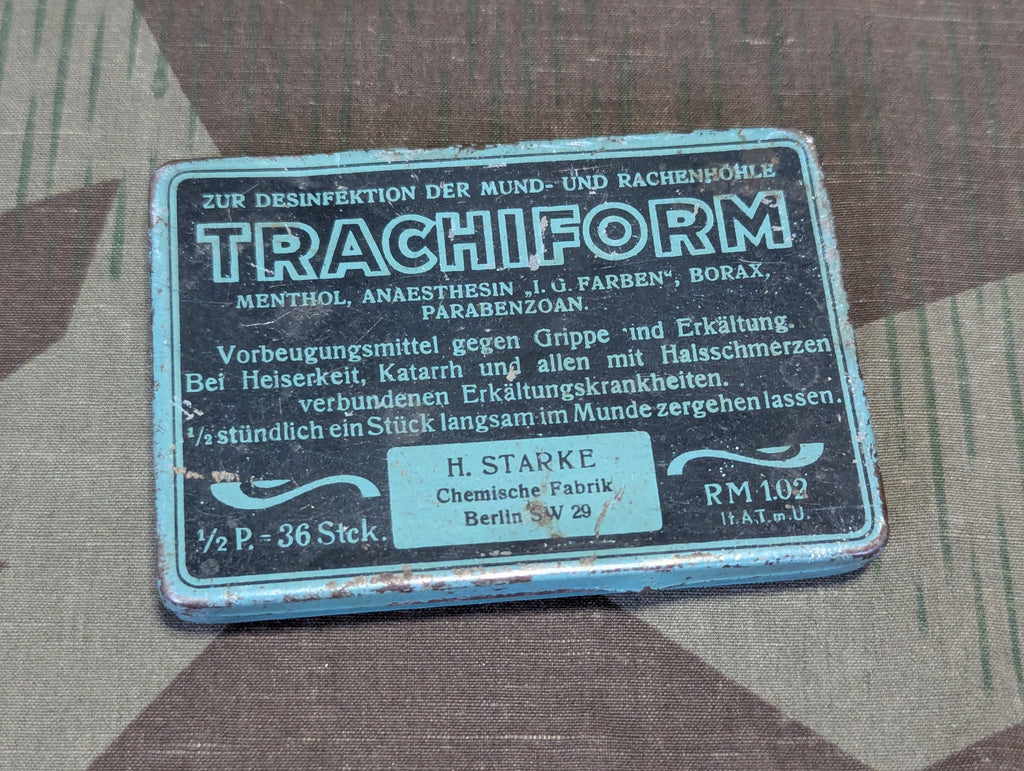 ZUR DESINFEKTION DER MUND- UND RACHENHÖHLE
TRACHIFORM
MENTHOL, ANAESTHESIN „I. G. FARBEN“, BORAX,
PARABENZOAN.
Vorbeugungsmittel gegen Grippe und Erkältung.
Bei Heiserkeit, Katarrh und allen mit Halsschmerzen
verbundenen Erkältungskrankheiten.
1/2 stündlich ein Stück langsam im Munde zergehen lassen.
H. STARKE
Chemische Fabrik
Berlin SW 29
1/2 P. = 36 Stck.
RM 1.02
lt. A.T. m. U.